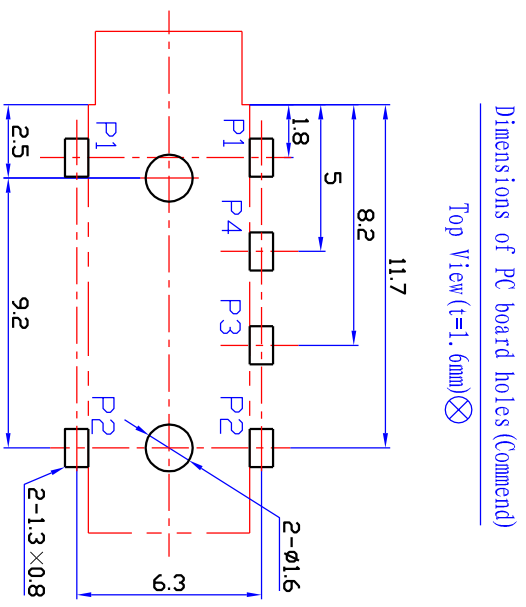 Dimensions of PC board holes(Commend)
Top View(t=1.6mm)
11.7
8.2
5
1.8
P1
P4
P3
P2
P1
P2
2.5
9.2
2-ø1.6
2-1.3×0.8
6.3